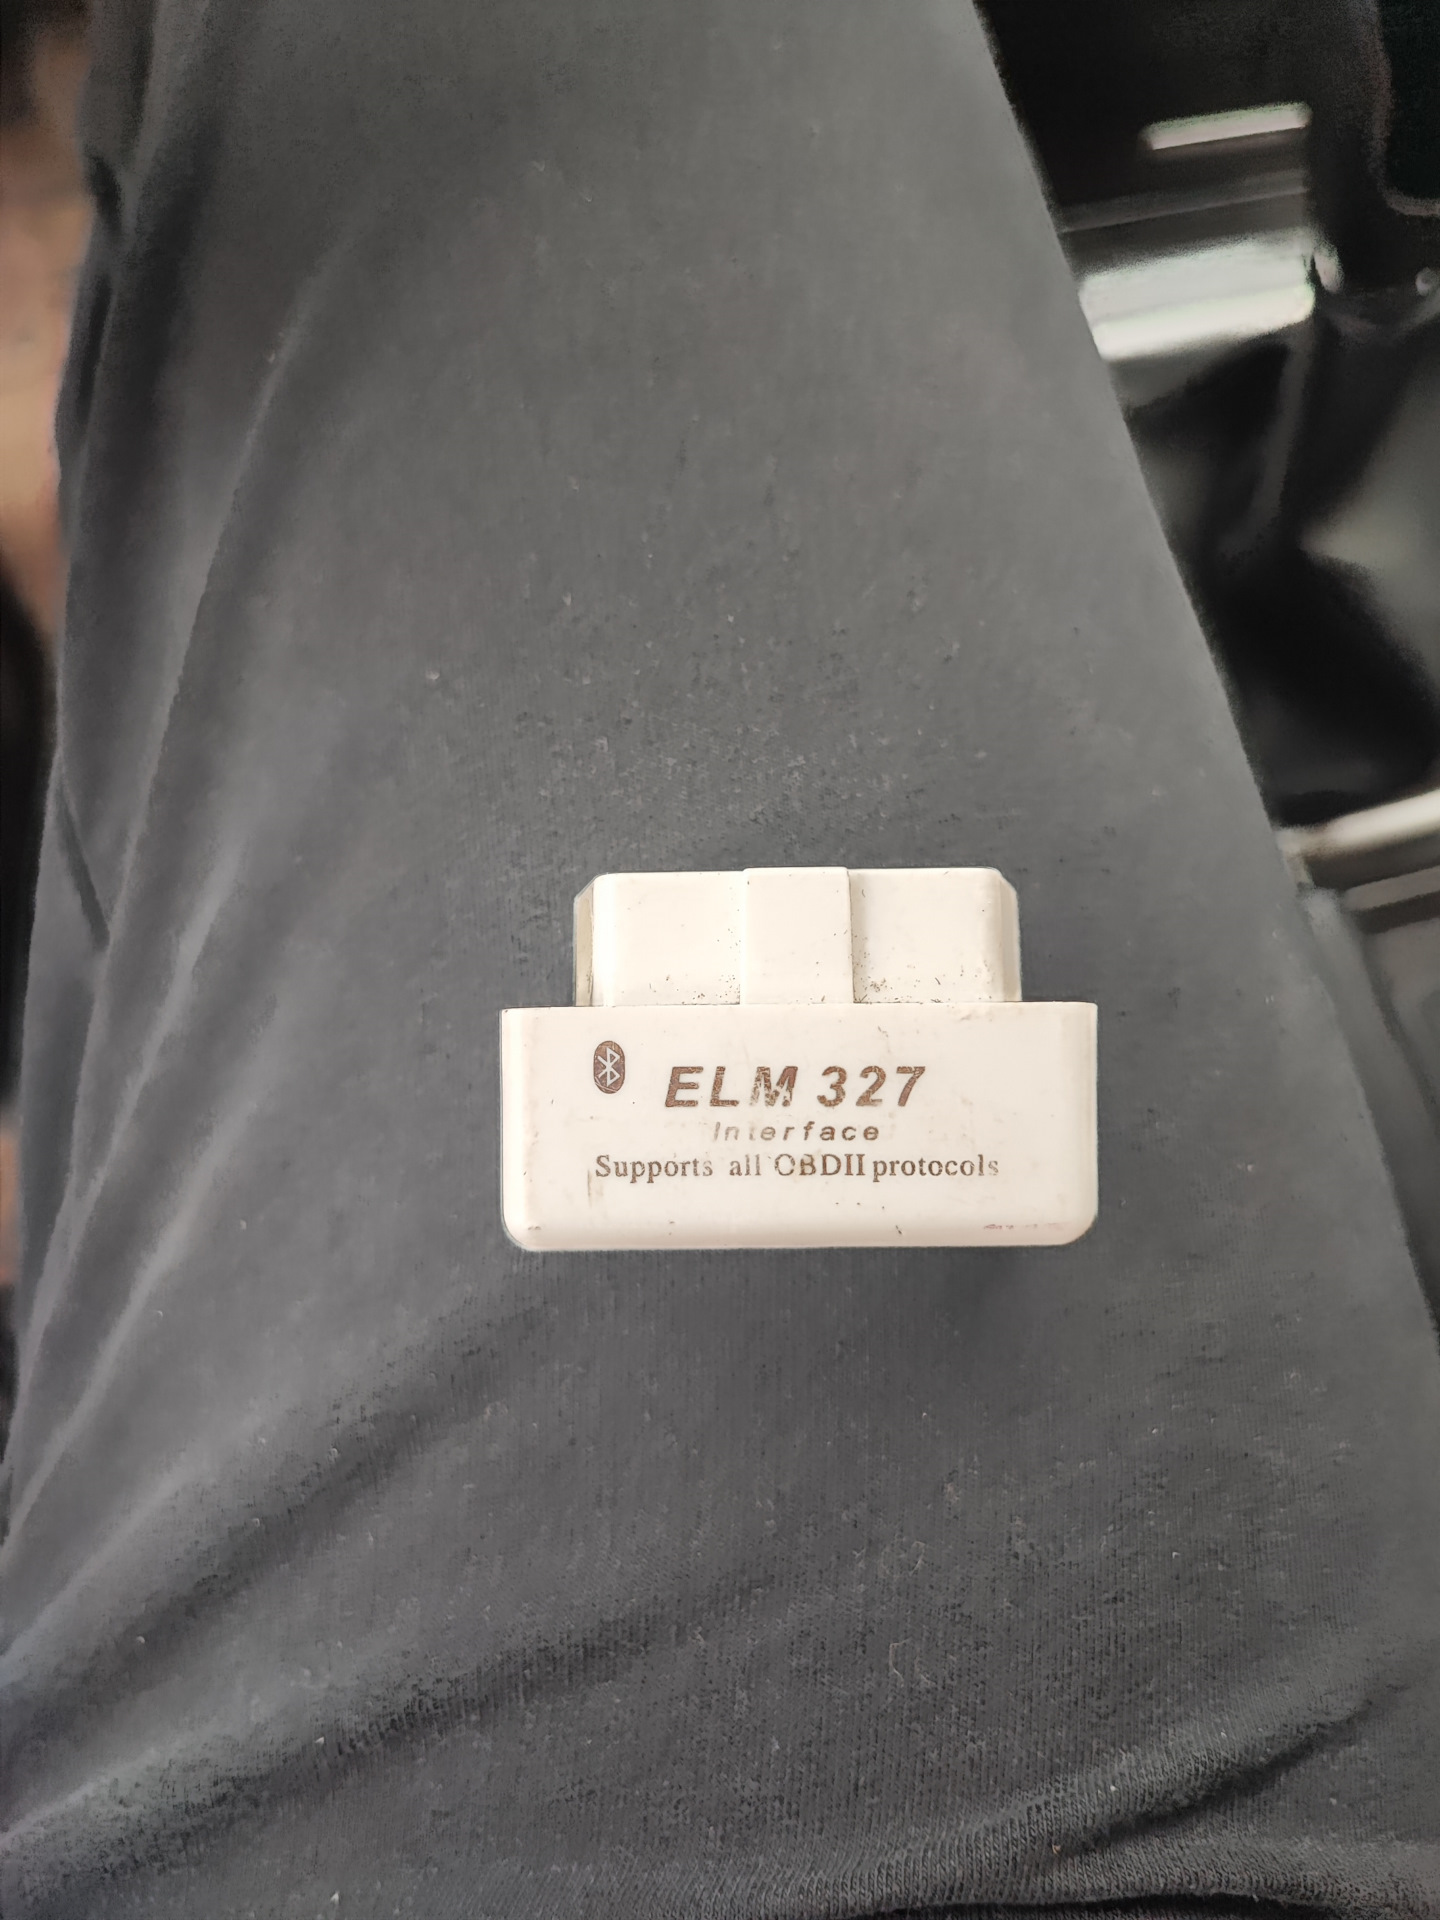 ELM 327
Interface
Supports all OBDII protocols